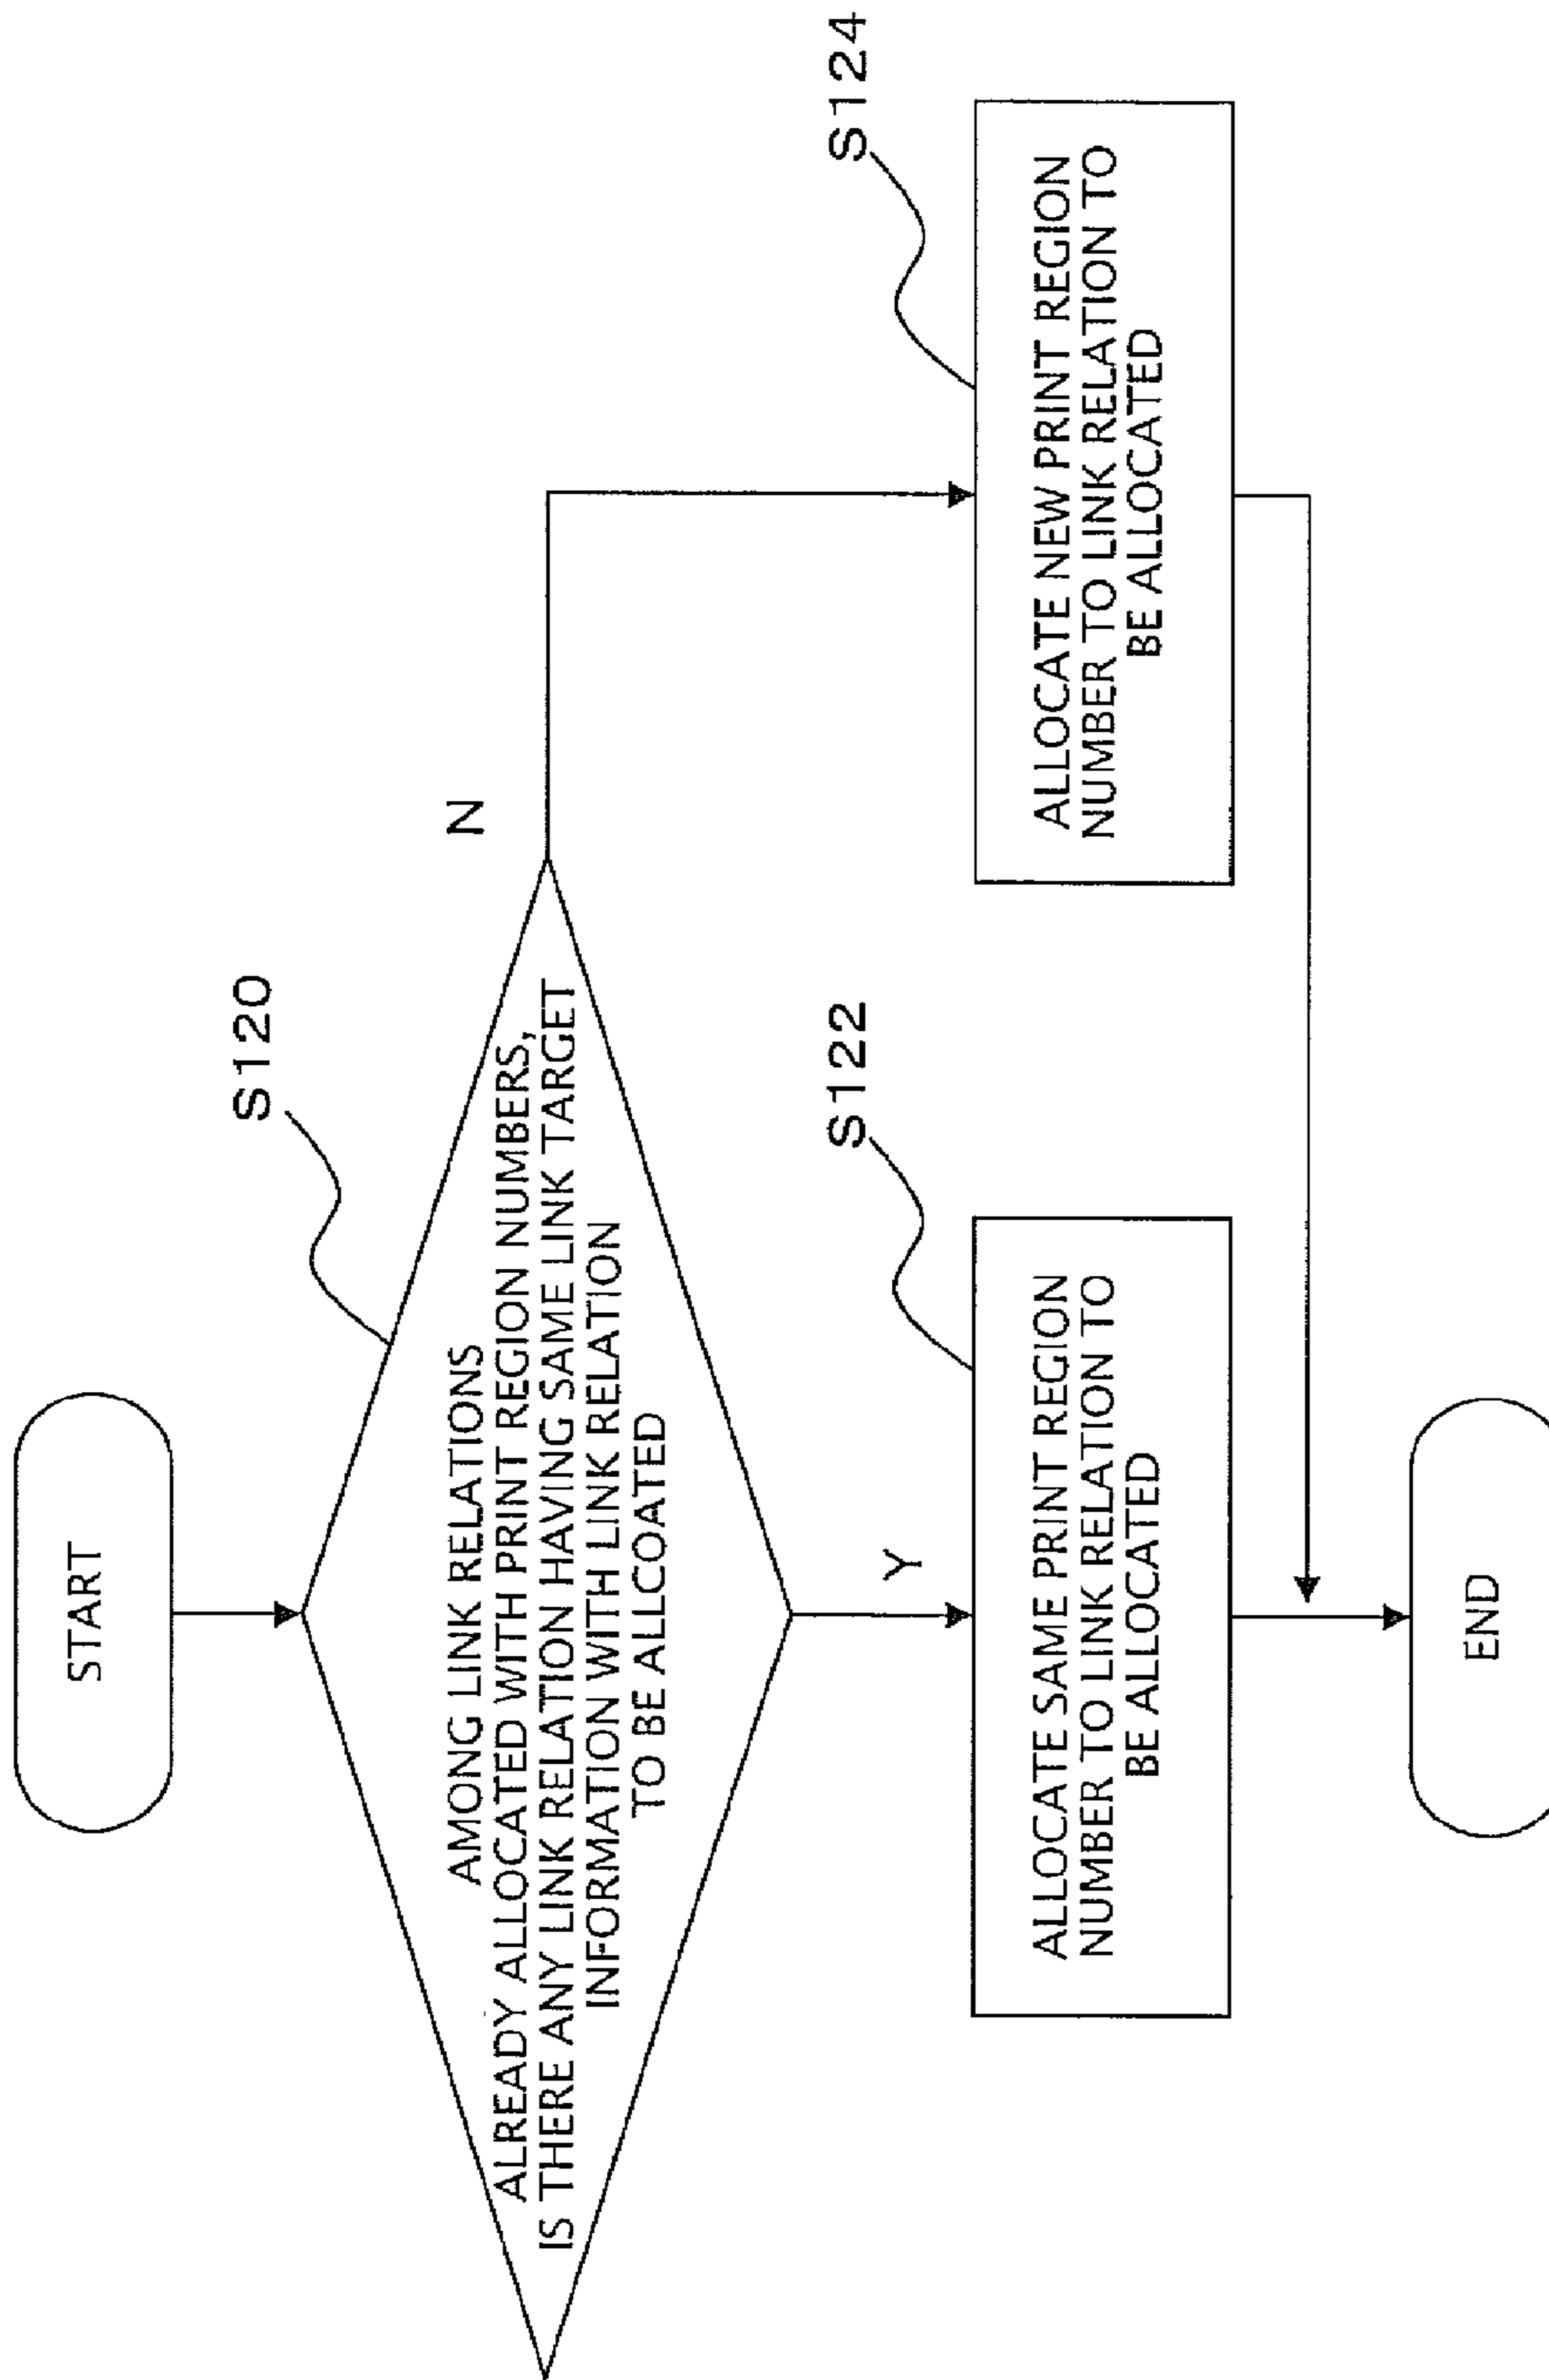 START
S120
AMONG LINK RELATIONS
ALREADY ALLOCATED WITH PRINT REGION NUMBERS,
IS THERE ANY LINK RELATION HAVING SAME LINK TARGET
INFORMATION WITH LINK RELATION
TO BE ALLCOATED
N
Y
S122
ALLOCATE SAME PRINT REGION
NUMBER TO LINK RELATION TO
BE ALLOCATED
S124
ALLOCATE NEW PRINT REGION
NUMBER TO LINK RELATION TO
BE ALLOCATED
END